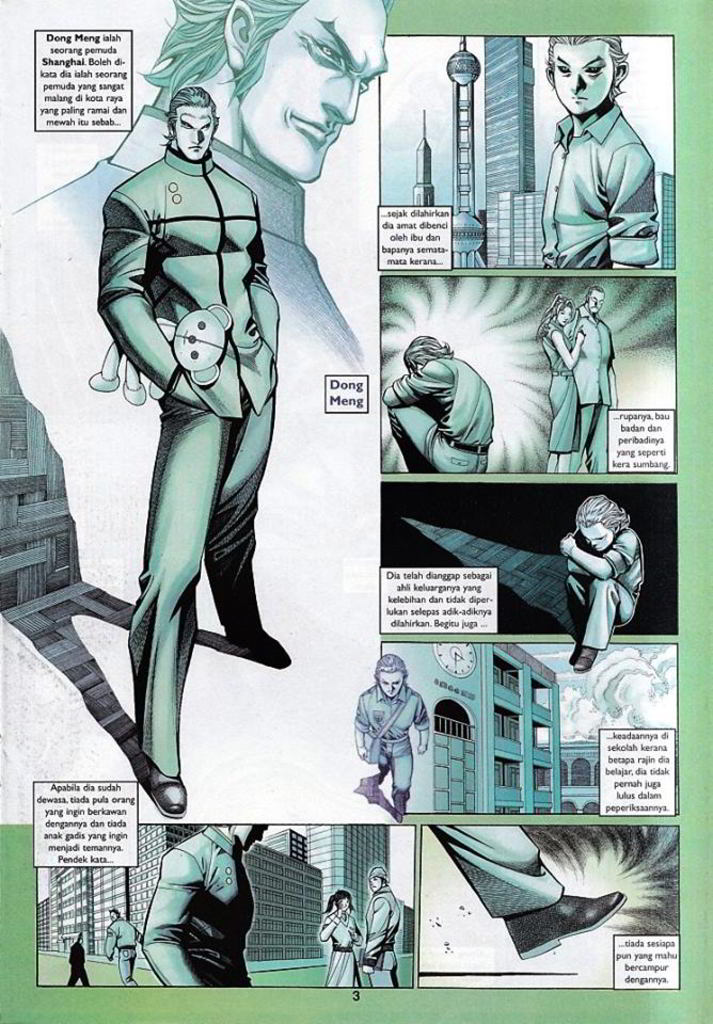 Dong Meng ialah
seorang pemuda
Shanghai. Boleh di-
kata dia ialah seorang
pemuda yang sangat
malang di kota raya
yang paling ramai dan
mewah itu sebab...
...sejak dilahirkan
dia amat dibenci
oleh ibu dan
bapanya semata-
mata kerana...
Dong
Meng
...rupanya, bau
badan dan
peribadinya
yang seperti
kera sumbang.
Dia telah dianggap sebagai
ahli keluarga yang
kelebihan dan tidak diper-
lukan selepas adik-adiknya
dilahirkan. Begitu juga ...
...keadaannya di
sekolah kerana
betapa rajin dia
belajar, dia tidak
pernah juga
lulus dalam
peperiksaannya.
Apabila dia sudah
dewasa, tiada pula orang
yang ingin berkawan
dengannya dan tiada
anak gadis yang ingin
menjadi temannya.
Pendek kata...
...tiada sesiapa
pun yang mahu
bercampur
dengannya.
3